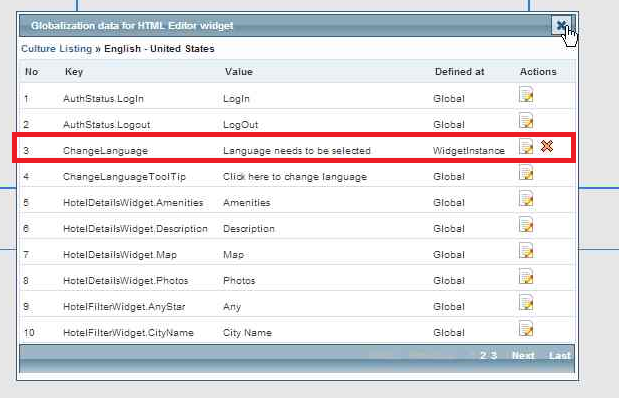 Globalization data for HTML Editor widget
Culture Listing » English - United States
No Key Value Defined at Actions
1 AuthStatus.LogIn LogIn Global
2 AuthStatus.Logout LogOut Global
3 ChangeLanguage Language needs to be selected WidgetInstance
4 ChangeLanguageToolTip Click here to change language Global
5 HotelDetailsWidget.Amenities Amenities Global
6 HotelDetailsWidget.Description Description Global
7 HotelDetailsWidget.Map Map Global
8 HotelDetailsWidget.Photos Photos Global
9 HotelFilterWidget.AnyStar Any Global
10 HotelFilterWidget.CityName City Name Global
2 3 Next Last